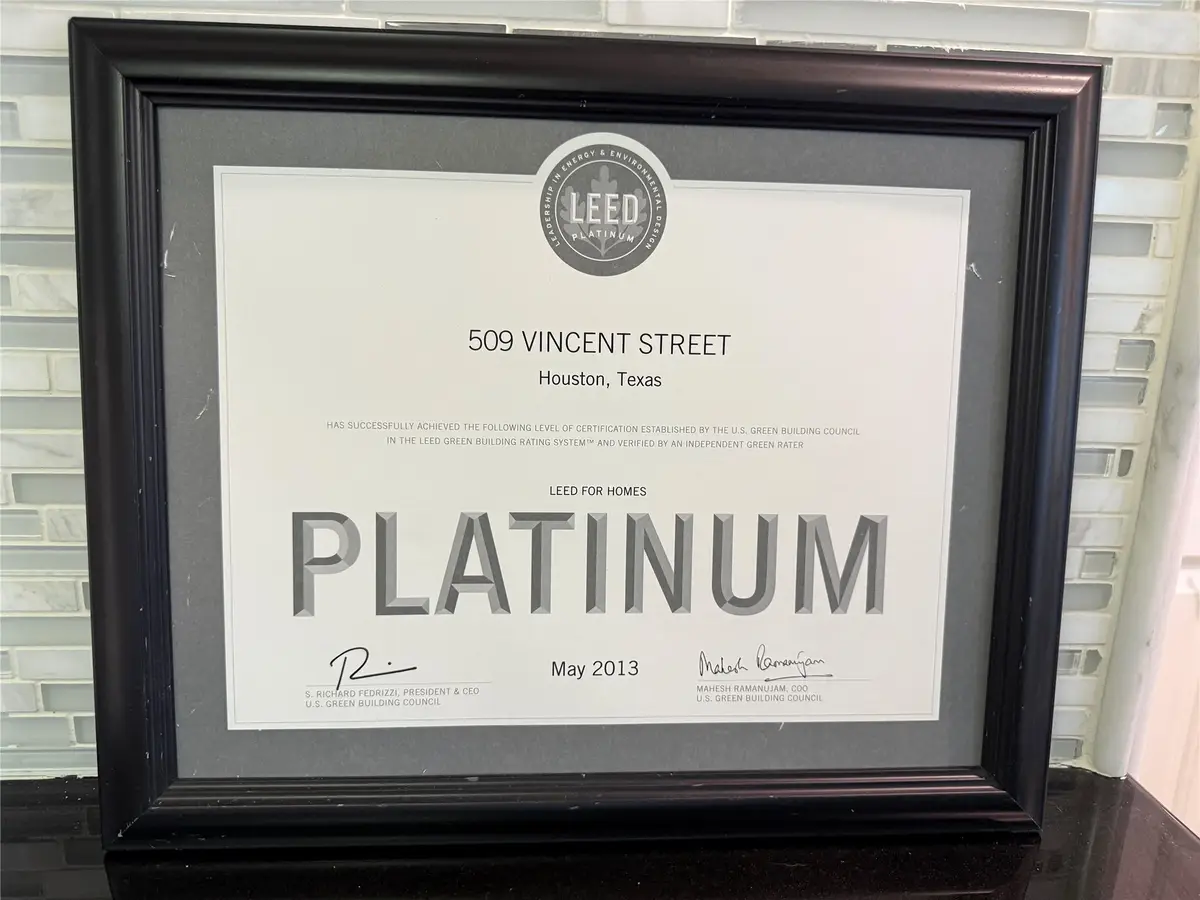 LEADERSHIP IN ENERGY & ENVIRONMENTAL DESIGN
LEED
PLATINUM
509 VINCENT STREET
Houston, Texas
HAS SUCCESSFULLY ACHIEVED THE FOLLOWING LEVEL OF CERTIFICATION ESTABLISHED BY THE U.S. GREEN BUILDING COUNCIL
IN THE LEED GREEN BUILDING RATING SYSTEM™ AND VERIFIED BY AN INDEPENDENT GREEN RATER
LEED FOR HOMES
PLATINUM
Mahesh Ramanujam
May 2013
S. RICHARD FEDRIZZI, PRESIDENT & CEO
U.S. GREEN BUILDING COUNCIL
MAHESH RAMANUJAM, COO
U.S. GREEN BUILDING COUNCIL